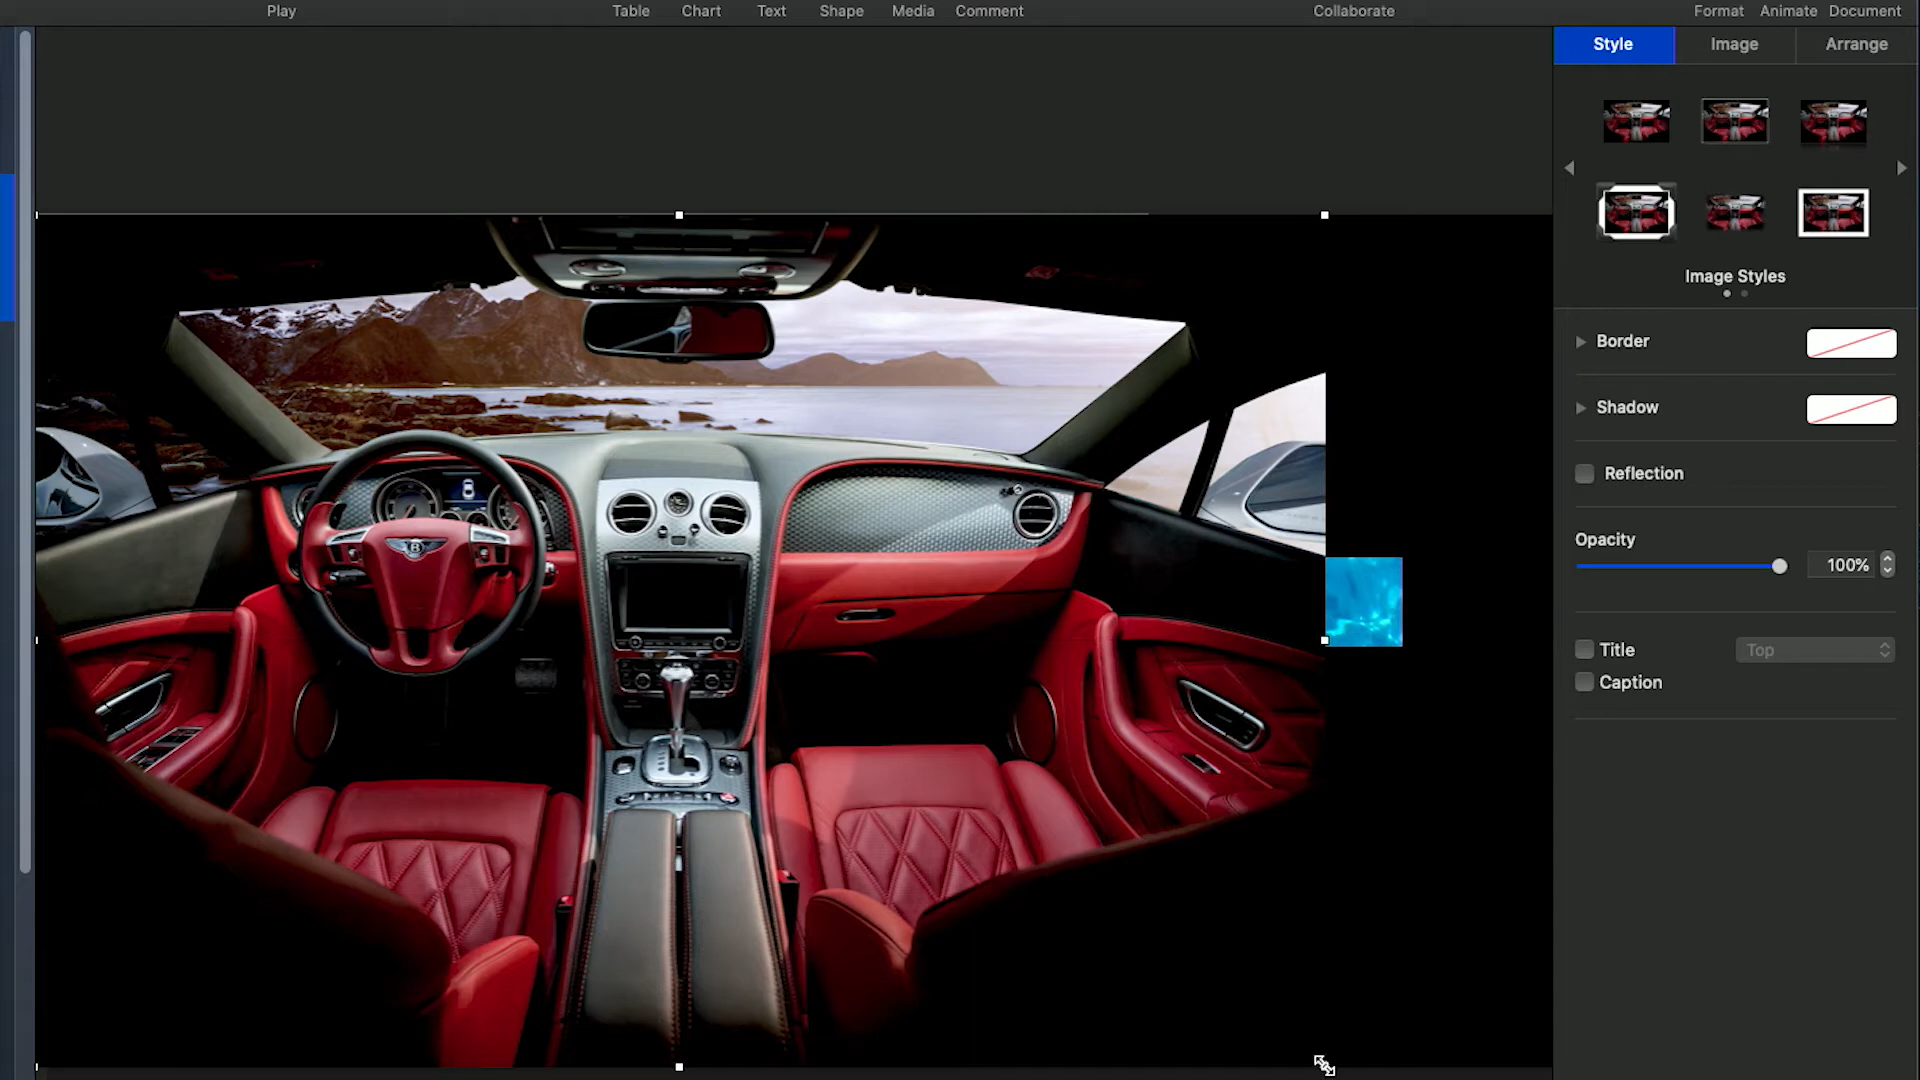 Play Table Chart Text Shape Media Comment Collaborate Format Animate Document
Style Image Arrange
Image Styles
Border
Shadow
Reflection
Opacity
100%
Title Top
Caption
B